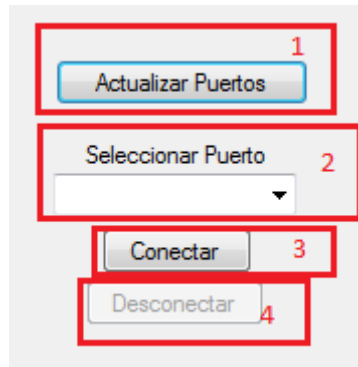 1
Actualizar Puertos
Seleccionar Puerto
2
Conectar
3
Desconectar
4